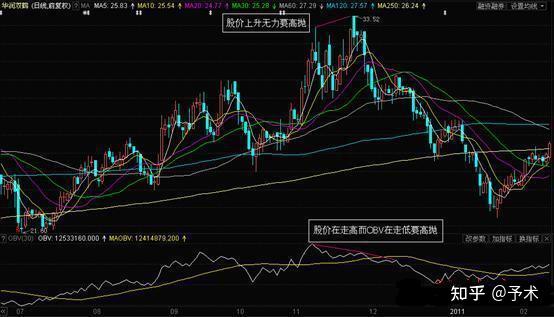 华润双鹤 (日线,前复权) ? MA MA5: 25.83 ↑ MA10: 25.54 ↑ MA20: 24.77 ↑ MA30: 25.28 ↓ MA60: 27.29 ↓ MA120: 27.57 ↓ MA250: 26.24 ↑ 融资融券 设置均线
股价上升无力要高抛
33.52
21.60
股价在走高而OBV在走低要高抛
? OBV(30) OBV: 12533160.000 ↑ MAOBV: 12414879.200 ↑ 改参数 加指标 换指标
07 08 09 10 11 12 2011 02
知乎 @予术